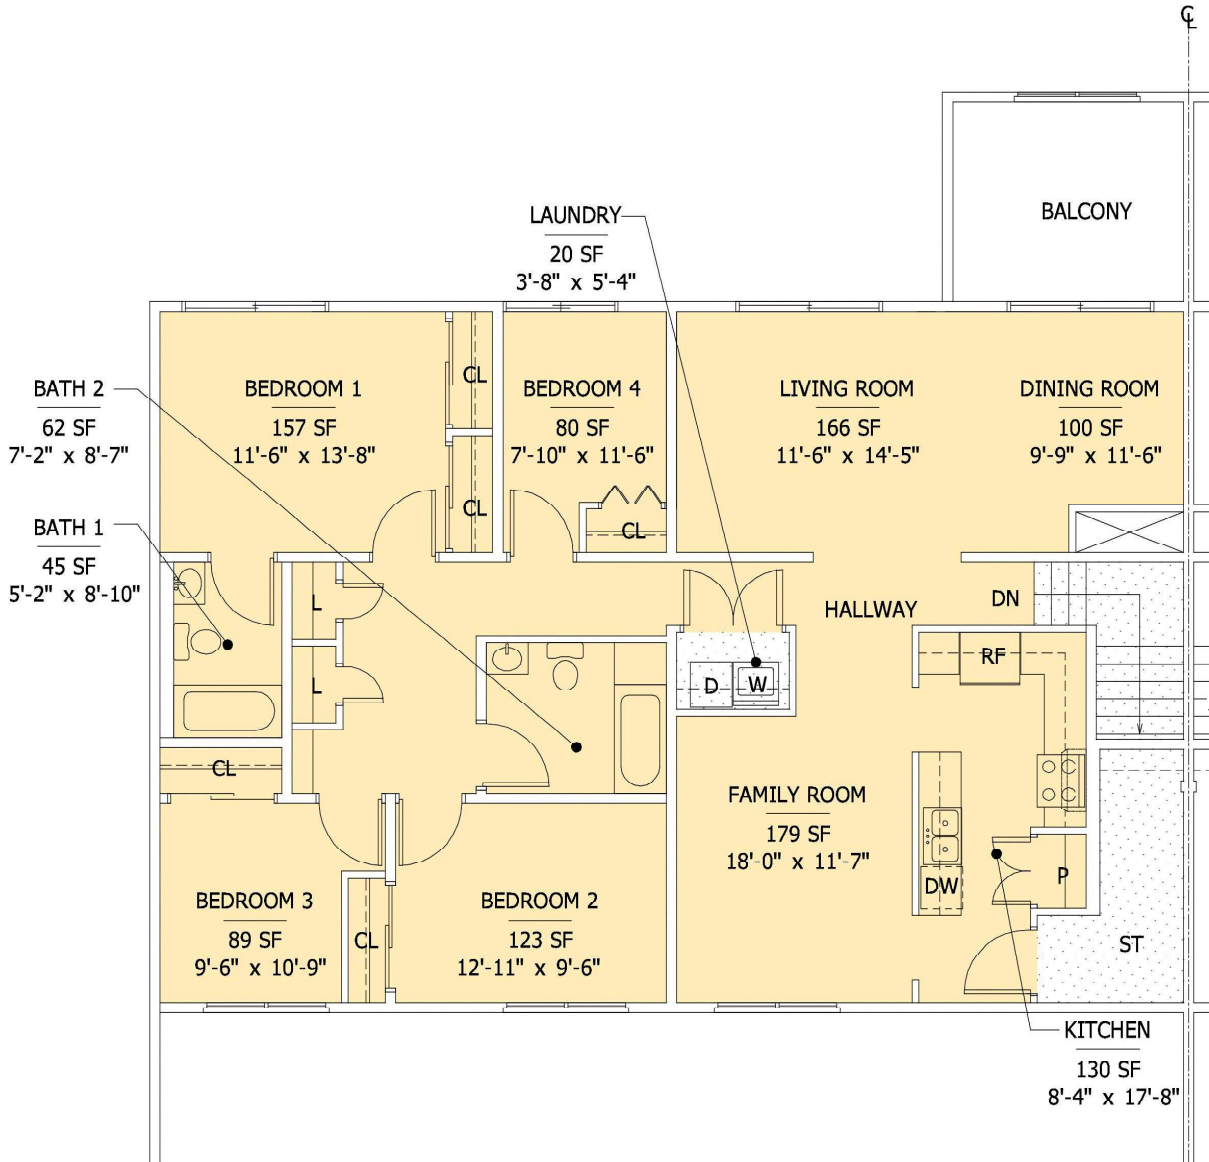 CL
BALCONY
LAUNDRY
20 SF
3'-8" x 5'-4"
BATH 2
62 SF
7'-2" x 8'-7"
BEDROOM 1
157 SF
11'-6" x 13'-8"
CL
CL
BEDROOM 4
80 SF
7'-10" x 11'-6"
CL
LIVING ROOM
166 SF
11'-6" x 14'-5"
DINING ROOM
100 SF
9'-9" x 11'-6"
BATH 1
45 SF
5'-2" x 8'-10"
L
L
HALLWAY
DN
D
W
RF
CL
FAMILY ROOM
179 SF
18'-0" x 11'-7"
DW
P
BEDROOM 3
89 SF
9'-6" x 10'-9"
CL
BEDROOM 2
123 SF
12'-11" x 9'-6"
ST
KITCHEN
130 SF
8'-4" x 17'-8"